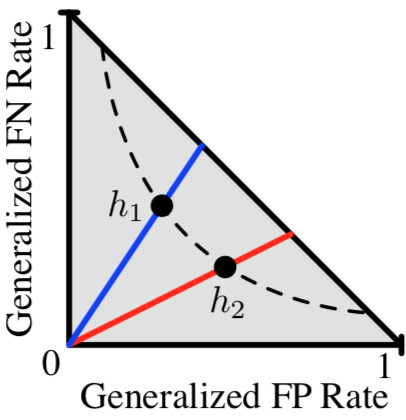 1
Generalized FN Rate
h₁
h₂
0
1
Generalized FP Rate